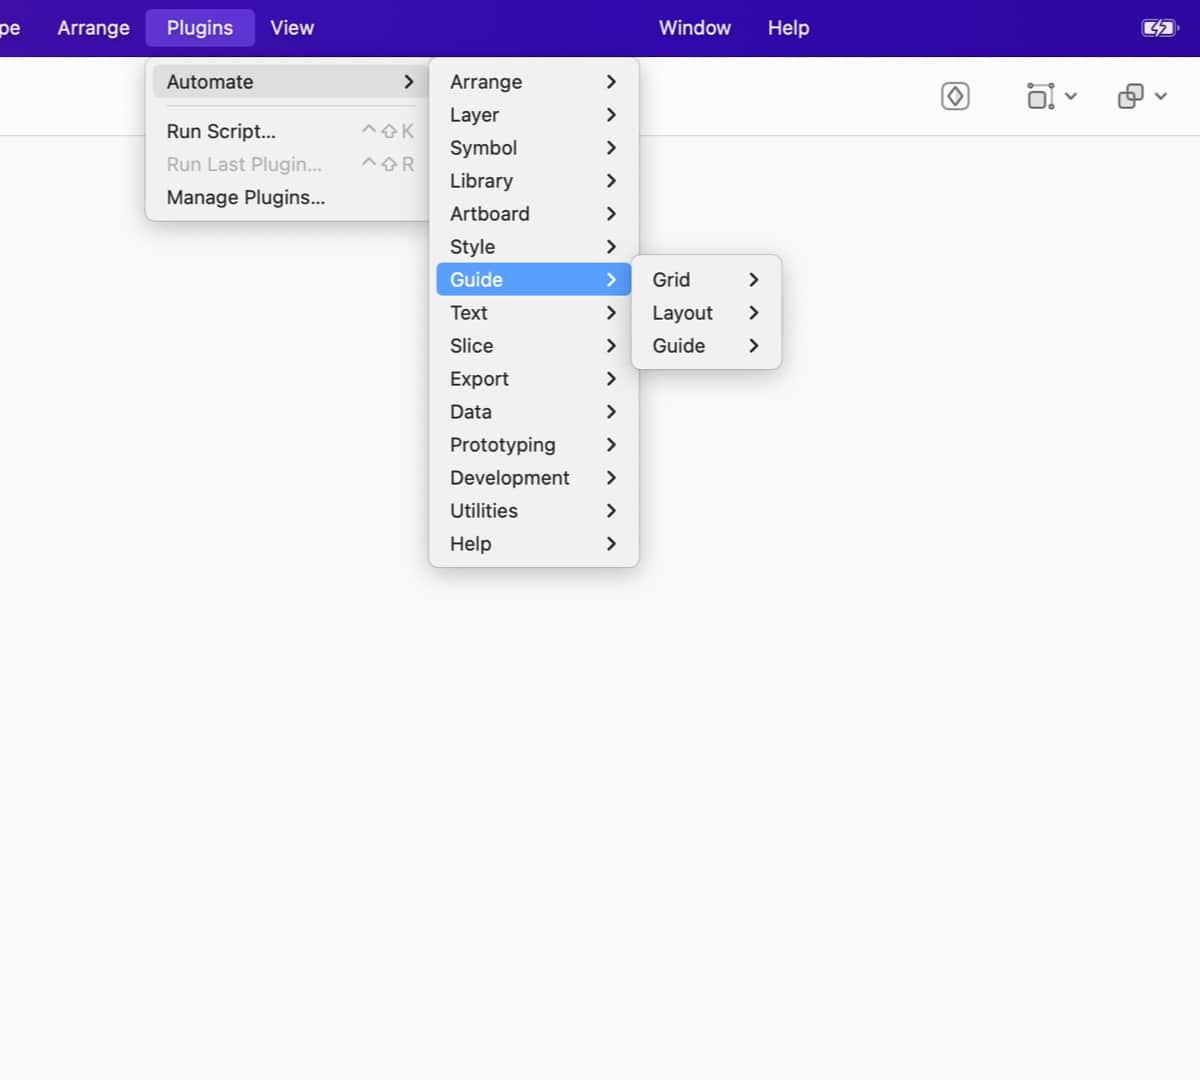 pe Arrange Plugins View Window Help
Automate
Run Script... ^⇧K
Run Last Plugin... ^⇧R
Manage Plugins...
Arrange
Layer
Symbol
Library
Artboard
Style
Guide
Text
Slice
Export
Data
Prototyping
Development
Utilities
Help
Grid
Layout
Guide